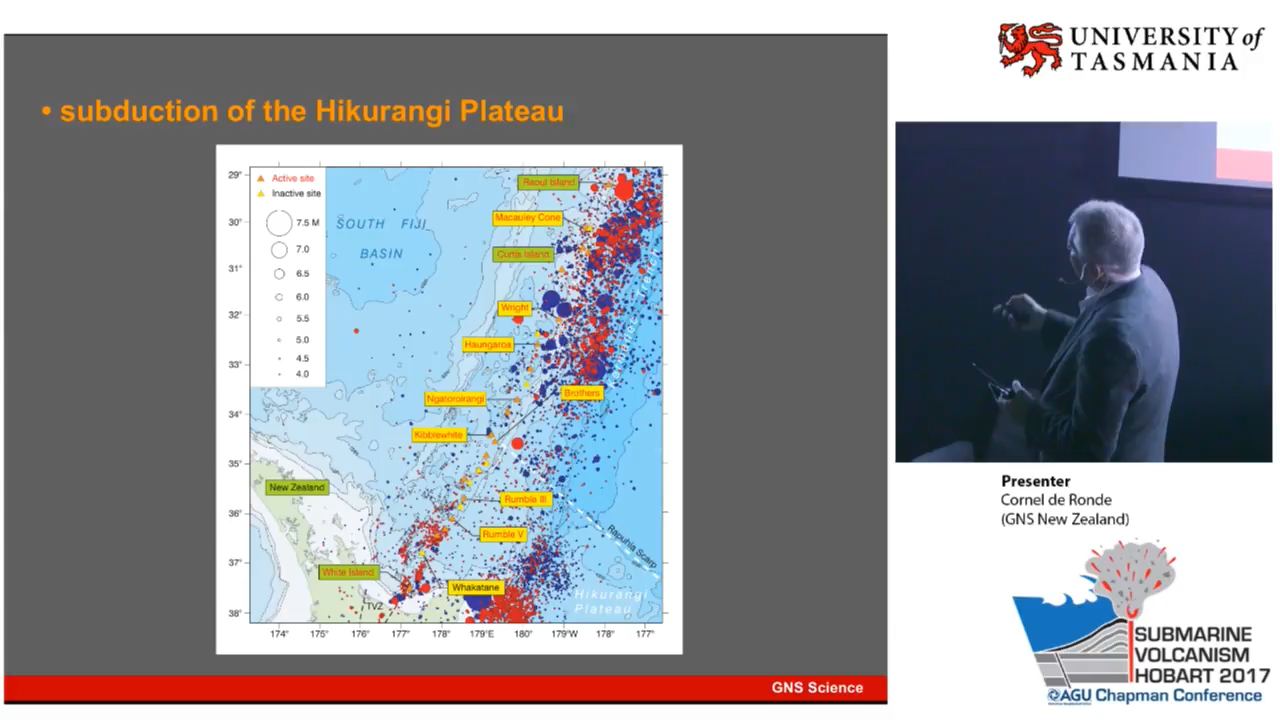 • subduction of the Hikurangi Plateau
Active site
Inactive site
7.5 M
7.0
6.5
6.0
5.5
5.0
4.5
4.0
29°
30°
31°
32°
33°
34°
35°
36°
37°
38°
SOUTH FIJI
BASIN
Raoul Island
Macauley Cone
Curtis Island
Wright
Haungaroa
Brothers
Ngatoroirangi
Kibblewhite
New Zealand
Rumble III
Rumble V
Rapuhia Scarp
White Island
Whakatane
TVZ
Hikurangi
Plateau
174° 175° 176° 177° 178° 179°E 180° 179°W 178° 177°
GNS Science
UNIVERSITY of
TASMANIA
Presenter
Cornel de Ronde
(GNS New Zealand)
SUBMARINE
VOLCANISM
HOBART 2017
AGU Chapman Conference